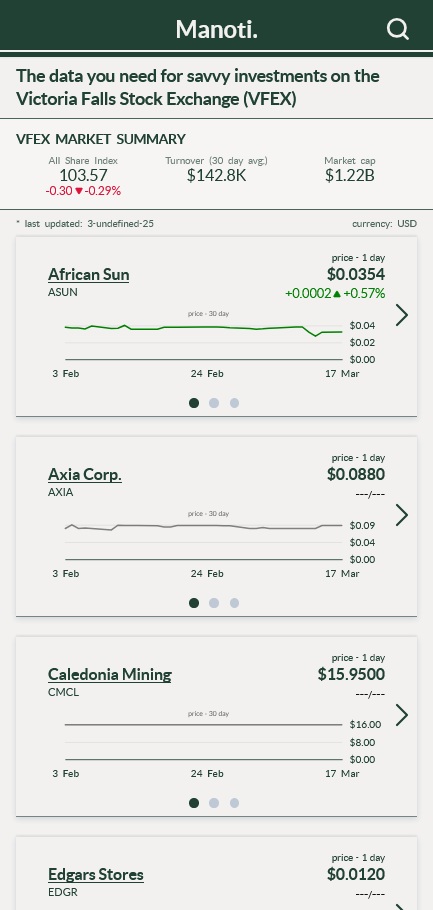 Manoti.
The data you need for savvy investments on the
Victoria Falls Stock Exchange (VFEX)
VFEX MARKET SUMMARY
All Share Index
103.57
-0.30▼-0.29%
Turnover (30 day avg.)
$142.8K
Market cap
$1.22B
* last updated: 3-undefined-25
currency: USD
price - 1 day
African Sun
$0.0354
ASUN
+0.0002▲+0.57%
price - 30 day
$0.04
$0.02
$0.00
3 Feb 24 Feb 17 Mar
price - 1 day
Axia Corp.
$0.0880
AXIA
---/---
price - 30 day
$0.09
$0.04
$0.00
3 Feb 24 Feb 17 Mar
price - 1 day
Caledonia Mining
$15.9500
CMCL
---/---
price - 30 day
$16.00
$8.00
$0.00
3 Feb 24 Feb 17 Mar
price - 1 day
Edgars Stores
$0.0120
EDGR
---/---